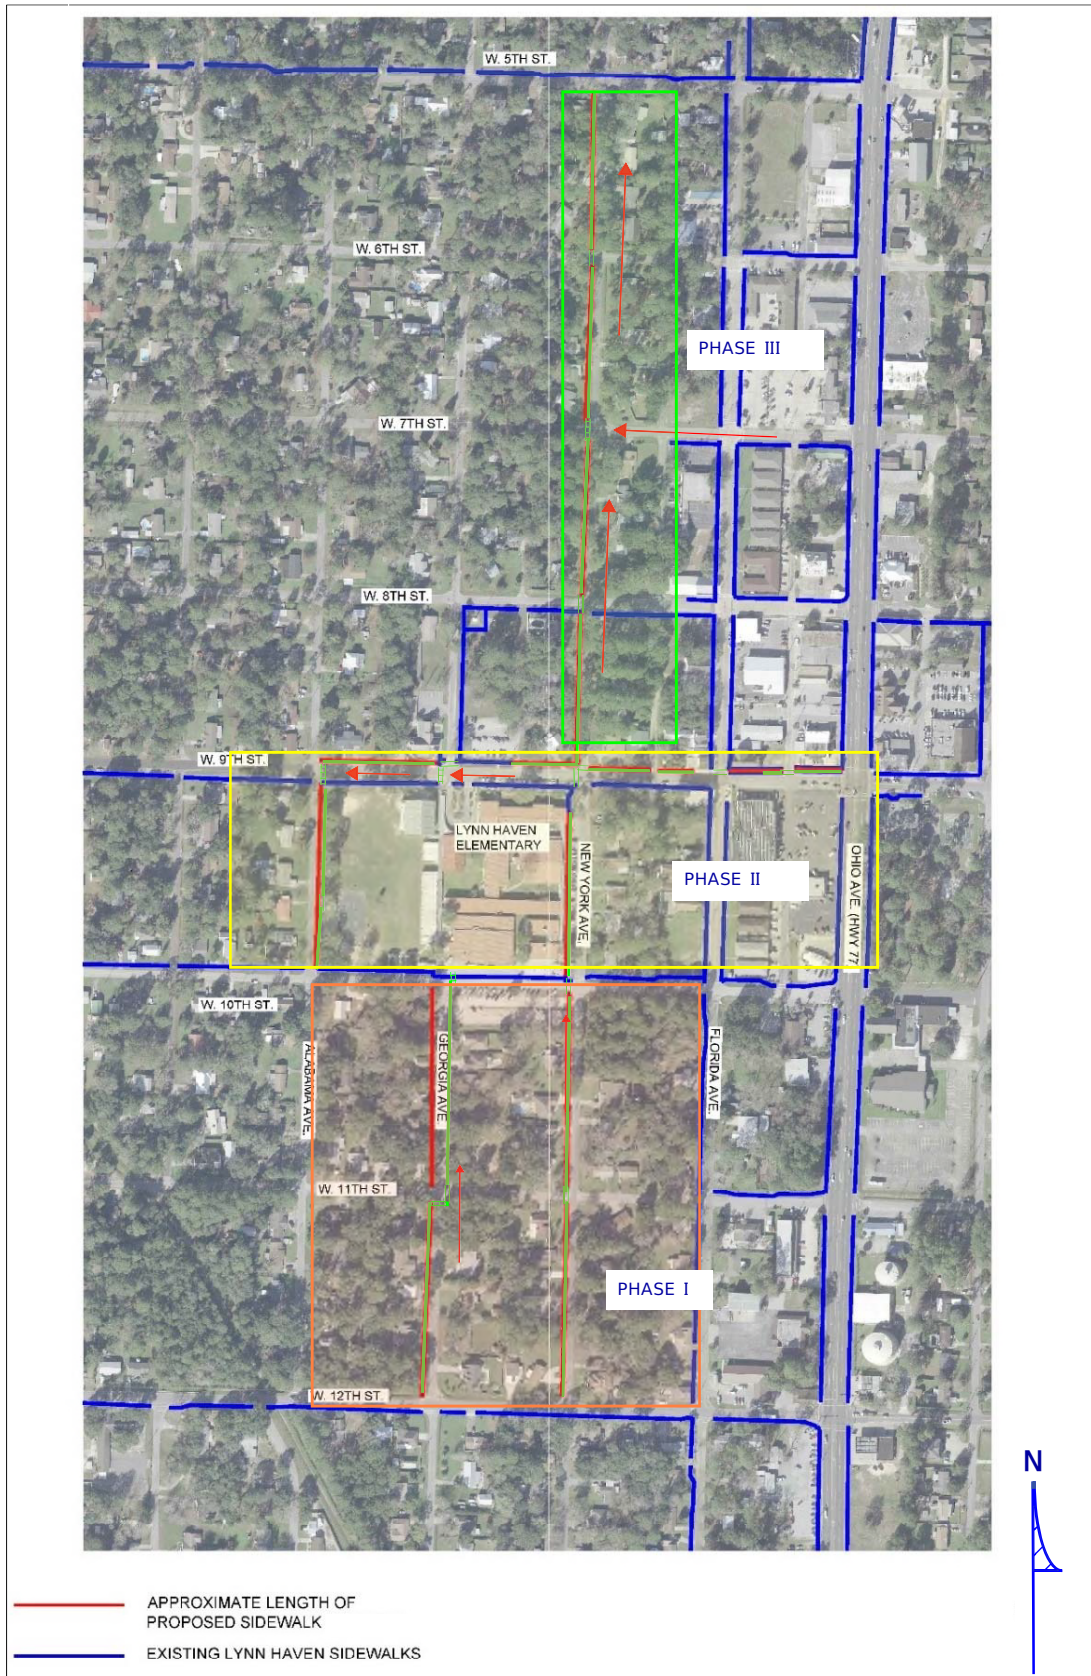 W. 5TH ST.
W. 6TH ST.
PHASE III
W. 7TH ST.
W. 8TH ST.
W. 9TH ST.
LYNN HAVEN
ELEMENTARY
NEW YORK AVE.
OHIO AVE. (HWY 77
PHASE II
W. 10TH ST.
ALABAMA AVE.
GEORGIA AVE.
FLORIDA AVE.
W. 11TH ST.
PHASE I
W. 12TH ST.
N
APPROXIMATE LENGTH OF
PROPOSED SIDEWALK
EXISTING LYNN HAVEN SIDEWALKS